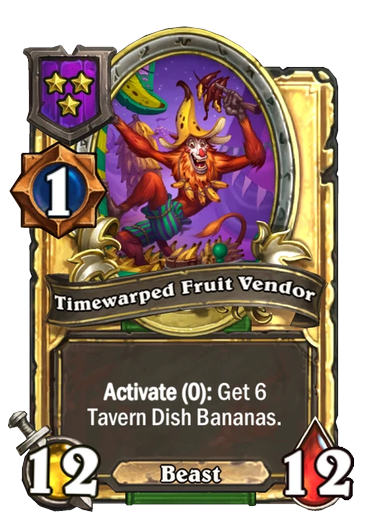 1
Timewarped Fruit Vendor
Activate (0): Get 6
Tavern Dish Bananas.
12
Beast
12